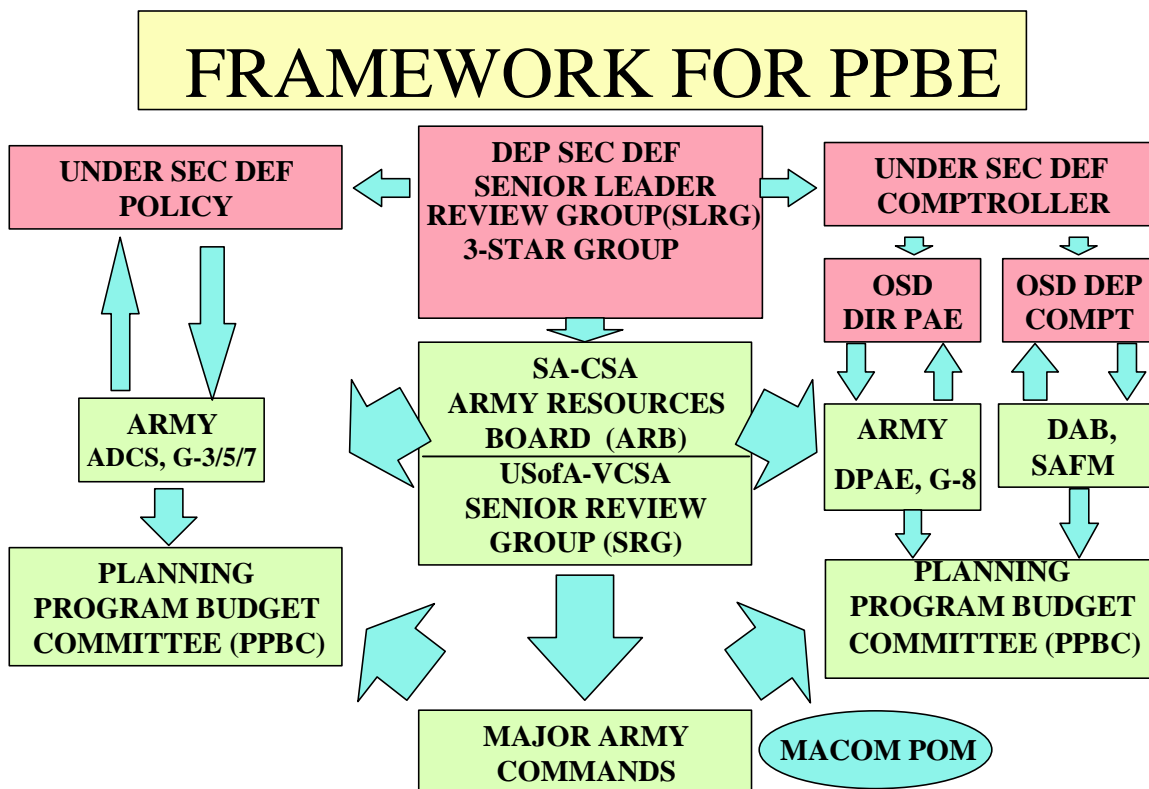 FRAMEWORK FOR PPBE
UNDER SEC DEF
POLICY
DEP SEC DEF
SENIOR LEADER
REVIEW GROUP(SLRG)
3-STAR GROUP
UNDER SEC DEF
COMPTROLLER
OSD
DIR PAE
OSD DEP
COMPT
SA-CSA
ARMY RESOURCES
BOARD (ARB)
USofA-VCSA
SENIOR REVIEW
GROUP (SRG)
ARMY
ADCS, G-3/5/7
ARMY
DPAE, G-8
DAB,
SAFM
PLANNING
PROGRAM BUDGET
COMMITTEE (PPBC)
PLANNING
PROGRAM BUDGET
COMMITTEE (PPBC)
MAJOR ARMY
COMMANDS
MACOM POM